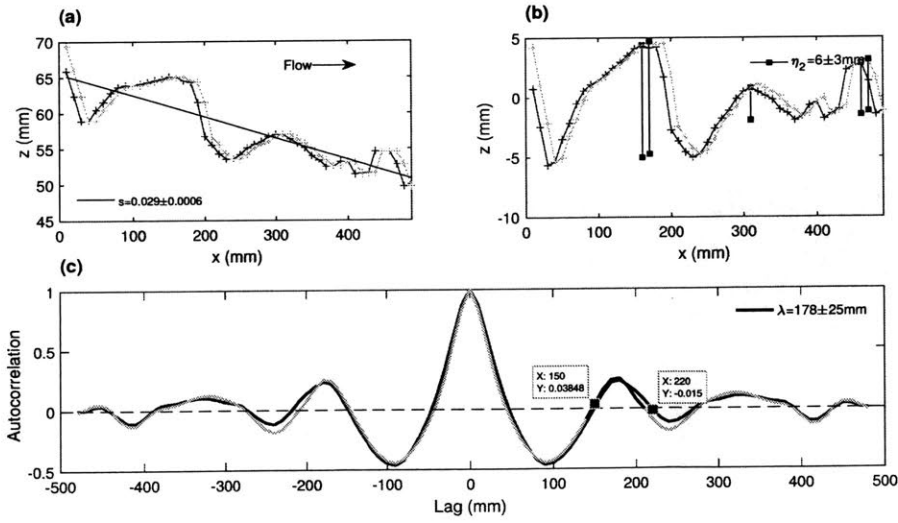 (a)
70
65
60
55
50
45
z (mm)
Flow
s=0.029±0.0006
0
100
200
300
400
x (mm)
(b)
5
0
-5
-10
z (mm)
η2=6±3mm
0
100
200
300
400
x (mm)
(c)
1
0.5
0
-0.5
Autocorrelation
λ=178±25mm
X: 150
Y: 0.03848
X: 220
Y: -0.015
-500
-400
-300
-200
-100
0
100
200
300
400
500
Lag (mm)